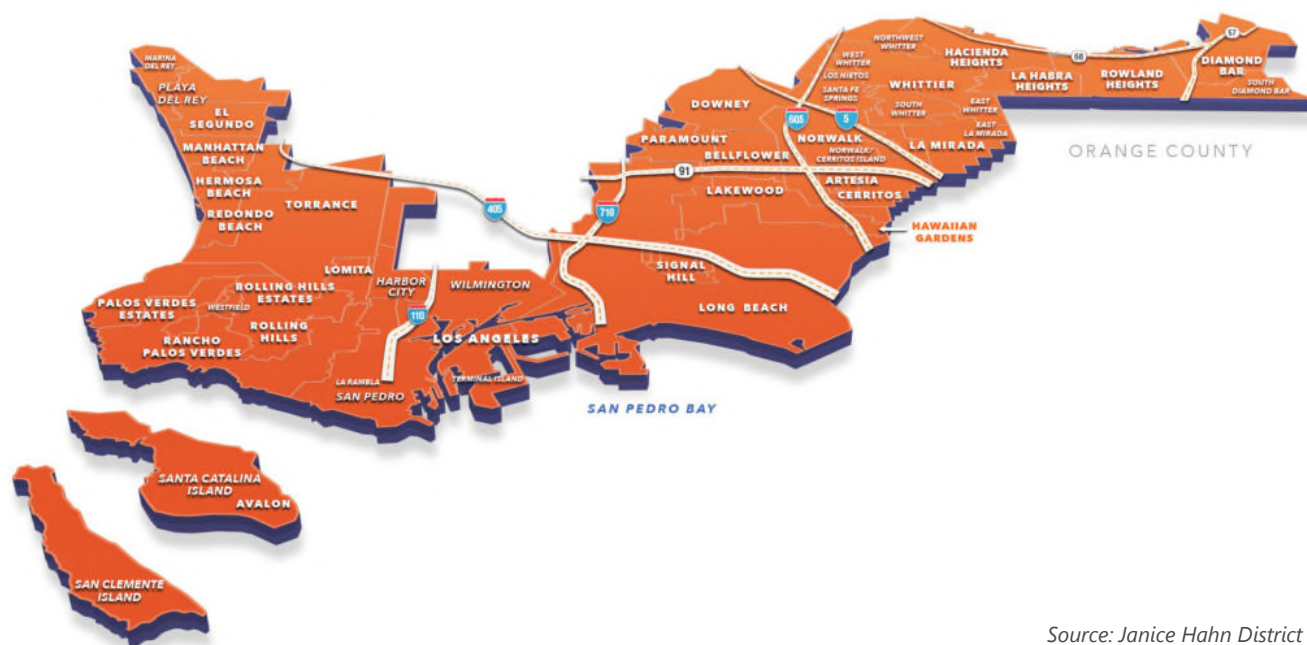 MARINA
DEL REY
PLAYA
DEL REY
EL
SEGUNDO
MANHATTAN
BEACH
HERMOSA
BEACH
REDONDO
BEACH
TORRANCE
LOMITA
HARBOR
CITY
WILMINGTON
ROLLING HILLS
ESTATES
PALOS VERDES
ESTATES
WESTFIELD
ROLLING
HILLS
RANCHO
PALOS VERDES
110
LOS ANGELES
LA RAMBLA
SAN PEDRO
TERMINAL ISLAND
405
710
SAN PEDRO BAY
SANTA CATALINA
ISLAND
AVALON
SAN CLEMENTE
ISLAND
DOWNEY
PARAMOUNT
BELLFLOWER
91
LAKEWOOD
SIGNAL
HILL
LONG BEACH
605
5
NORWALK
NORWALK/
CERRITOS ISLAND
ARTESIA
CERRITOS
HAWAIIAN
GARDENS
WEST
WHITTER
NORTHWEST
WHITTER
LOS NIETOS
SANTA FE
SPRINGS
WHITTIER
SOUTH
WHITTER
EAST
WHITTER
EAST
LA MIRADA
LA MIRADA
HACIENDA
HEIGHTS
LA HABRA
HEIGHTS
60
ROWLAND
HEIGHTS
57
DIAMOND
BAR
SOUTH
DIAMOND BAR
ORANGE COUNTY
Source: Janice Hahn District